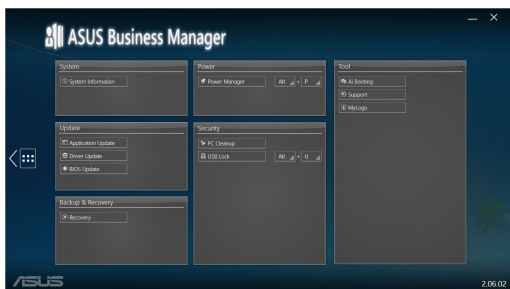 ASUS Business Manager
System
System Information
Power
Power Manager
Alt + P
Tool
Ai Booting
Support
MyLogo
Update
Application Update
Driver Update
BIOS Update
Security
PC Cleanup
USB Lock
Alt + U
Backup & Recovery
Recovery
ASUS
2.06.02